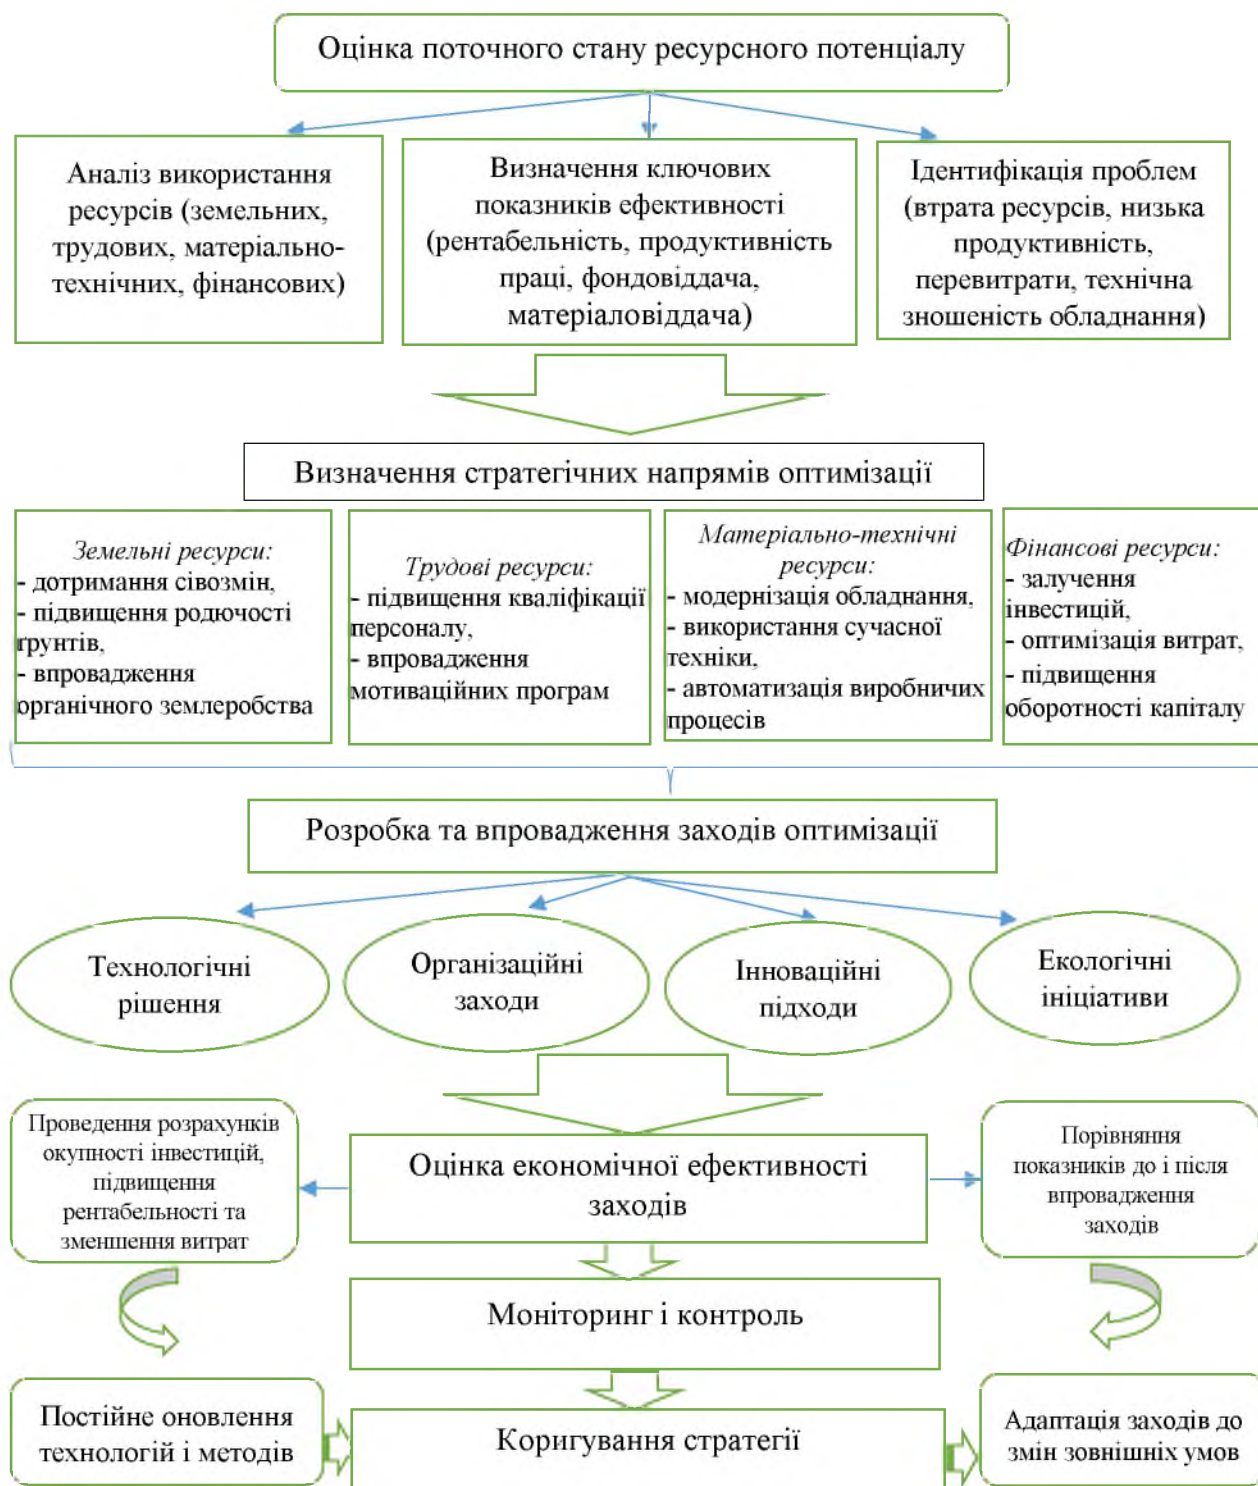 Оцінка поточного стану ресурсного потенціалу
Аналіз використання
ресурсів (земельних,
трудових, матеріально-
технічних, фінансових)
Визначення ключових
показників ефективності
(рентабельність, продуктивність
праці, фондовіддача,
матеріаловіддача)
Ідентифікація проблем
(втрата ресурсів, низька
продуктивність,
перевитрати, технічна
зношеність обладнання)
Визначення стратегічних напрямів оптимізації
Земельні ресурси:
- дотримання сівозмін,
- підвищення родючості
ґрунтів,
- впровадження
органічного землеробства
Трудові ресурси:
- підвищення кваліфікації
персоналу,
- впровадження
мотиваційних програм
Матеріально-технічні
ресурси:
- модернізація обладнання,
- використання сучасної
техніки,
- автоматизація виробничих
процесів
Фінансові ресурси:
- залучення
інвестицій,
- оптимізація витрат,
- підвищення
оборотності капіталу
Розробка та впровадження заходів оптимізації
Технологічні
рішення
Організаційні
заходи
Інноваційні
підходи
Екологічні
ініціативи
Проведення розрахунків
окупності інвестицій,
підвищення
рентабельності та
зменшення витрат
Оцінка економічної ефективності
заходів
Порівняння
показників до і після
впровадження
заходів
Моніторинг і контроль
Постійне оновлення
технологій і методів
Коригування стратегії
Адаптація заходів до
змін зовнішніх умов